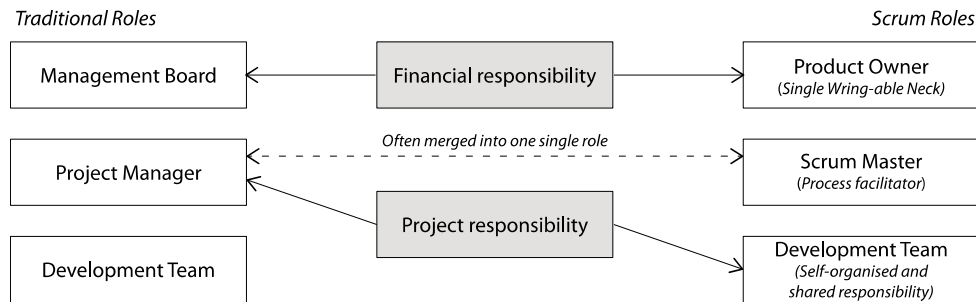 Traditional Roles
Scrum Roles
Management Board
Financial responsibility
Product Owner
(Single Wring-able Neck)
Often merged into one single role
Project Manager
Scrum Master
(Process facilitator)
Project responsibility
Development Team
Development Team
(Self-organised and
shared responsibility)